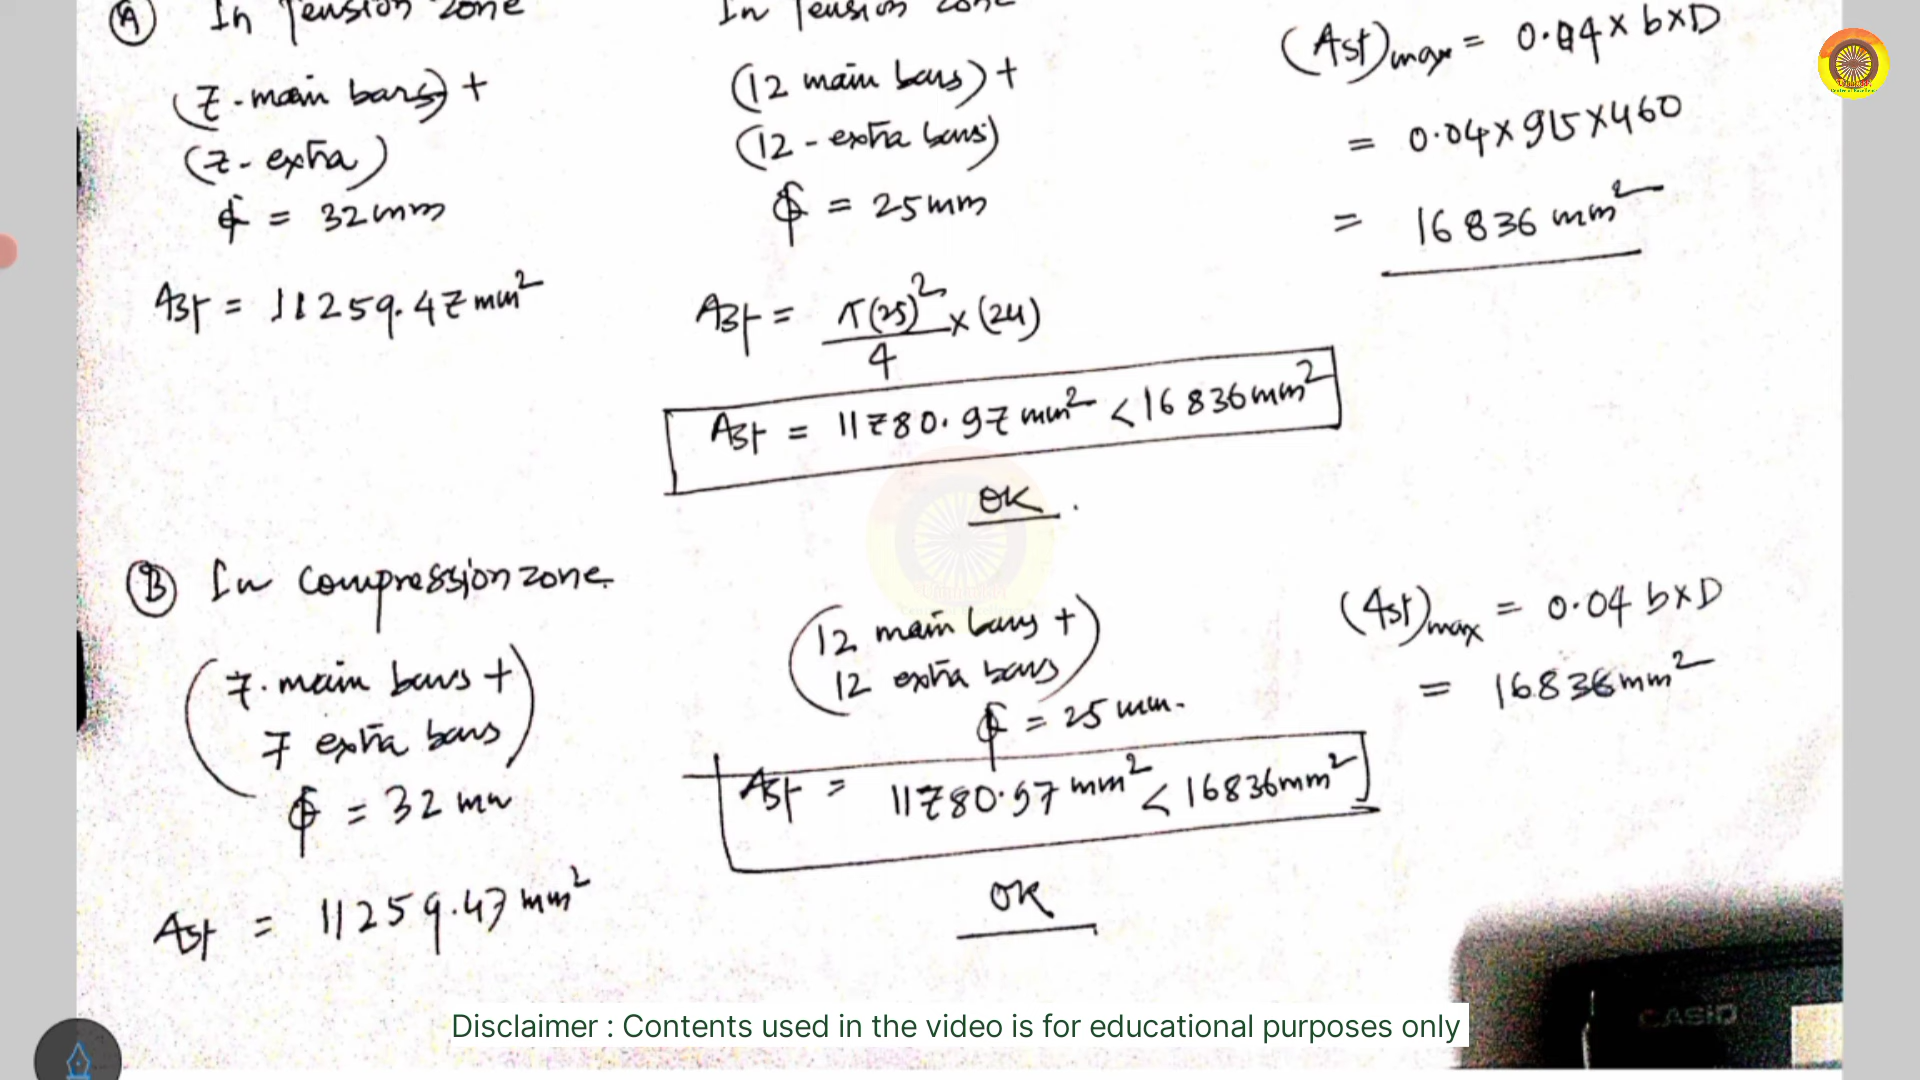 Ⓐ In Tension zone
(7-main bars) +
(7-extra)
ϕ = 32mm
Ast = 11259.47 mm²
In Tension zone
(12 main bars) +
(12-extra bars)
ϕ = 25mm
Ast = π(25)²/4 × (24)
Ast = 11780.97 mm² < 16836mm²
OK.
(Ast)max = 0.04 × b×D
= 0.04×915×460
= 16836 mm²
Ⓑ In compression zone.
(7. main bars +
7 extra bars)
ϕ = 32 mm
Ast = 11259.47 mm²
(12 main bars +
12 extra bars)
ϕ = 25 mm.
Ast = 11780.97 mm² < 16836mm²
OK
(Ast)max = 0.04 b×D
= 16836mm²
CASIO
Disclaimer : Contents used in the video is for educational purposes only